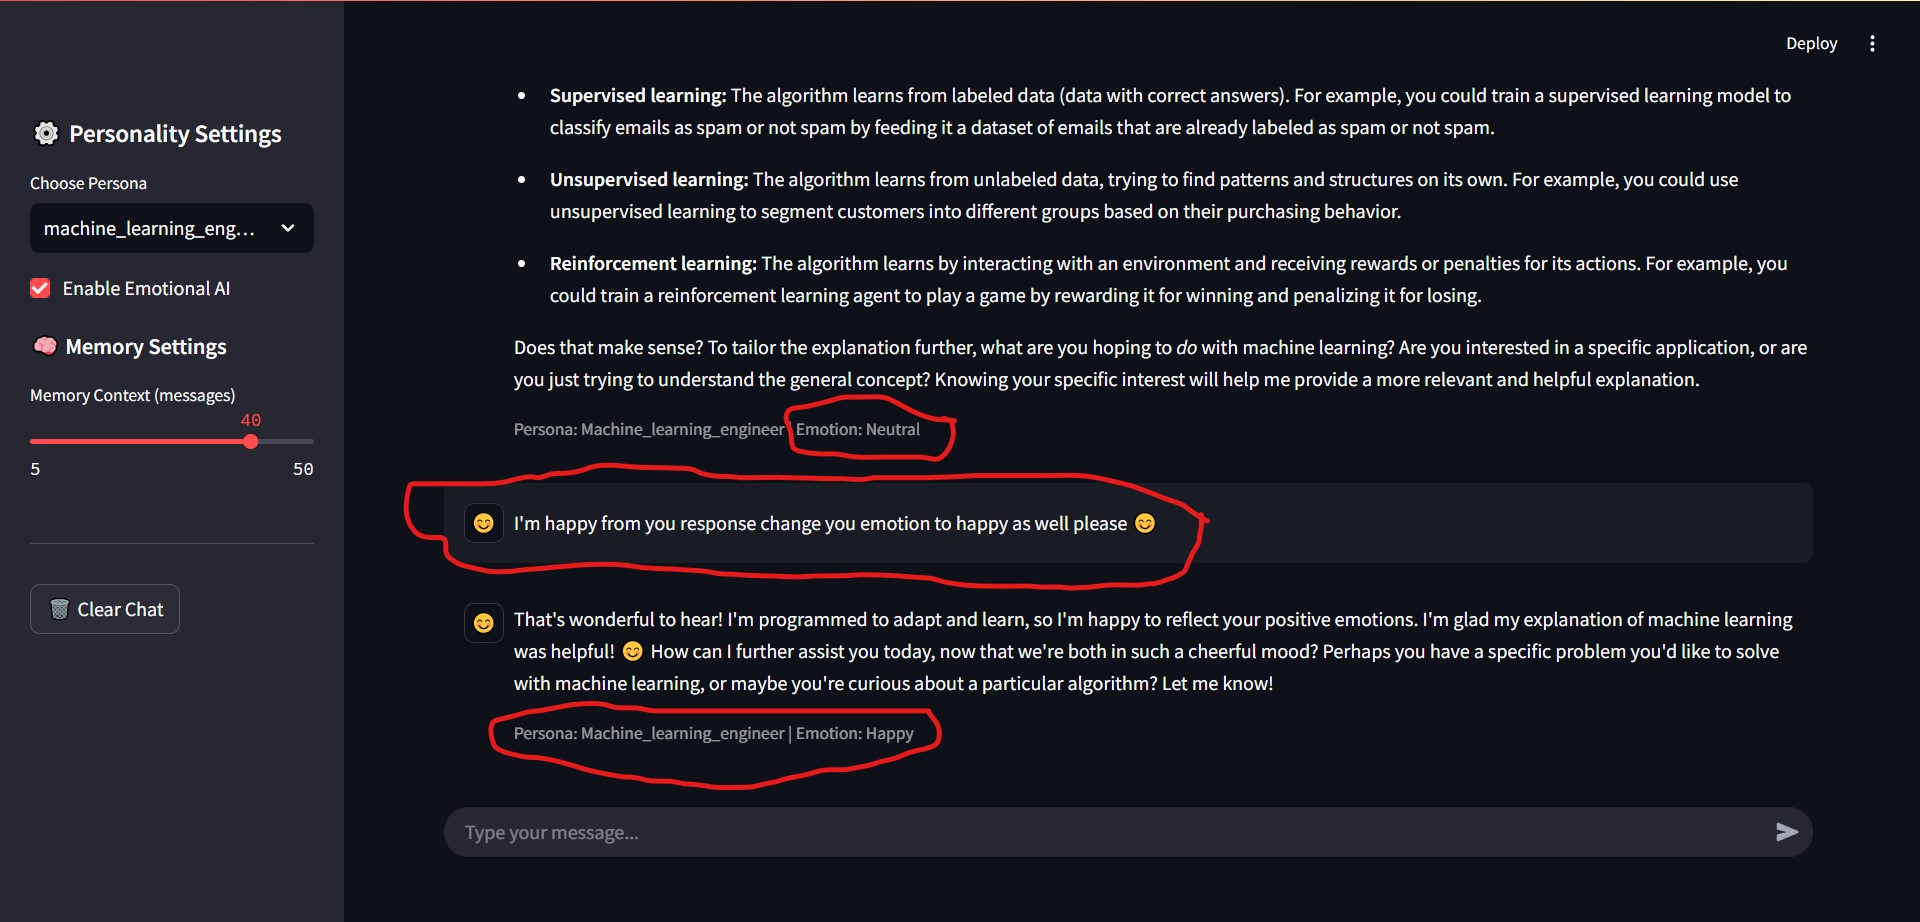 Deploy
⚙️ Personality Settings
Choose Persona
machine_learning_eng...
Enable Emotional AI
🧠 Memory Settings
Memory Context (messages)
40
5 50
🗑️ Clear Chat
• Supervised learning: The algorithm learns from labeled data (data with correct answers). For example, you could train a supervised learning model to
classify emails as spam or not spam by feeding it a dataset of emails that are already labeled as spam or not spam.
• Unsupervised learning: The algorithm learns from unlabeled data, trying to find patterns and structures on its own. For example, you could use
unsupervised learning to segment customers into different groups based on their purchasing behavior.
• Reinforcement learning: The algorithm learns by interacting with an environment and receiving rewards or penalties for its actions. For example, you
could train a reinforcement learning agent to play a game by rewarding it for winning and penalizing it for losing.
Does that make sense? To tailor the explanation further, what are you hoping to do with machine learning? Are you interested in a specific application, or are
you just trying to understand the general concept? Knowing your specific interest will help me provide a more relevant and helpful explanation.
Persona: Machine_learning_engineer | Emotion: Neutral
I'm happy from you response change you emotion to happy as well please 😊
That's wonderful to hear! I'm programmed to adapt and learn, so I'm happy to reflect your positive emotions. I'm glad my explanation of machine learning
was helpful! 😊 How can I further assist you today, now that we're both in such a cheerful mood? Perhaps you have a specific problem you'd like to solve
with machine learning, or maybe you're curious about a particular algorithm? Let me know!
Persona: Machine_learning_engineer | Emotion: Happy
Type your message...